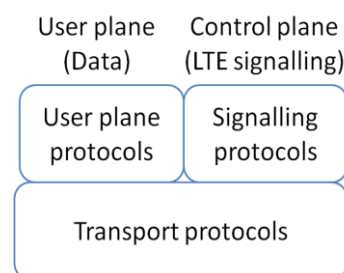 User plane
(Data)
Control plane
(LTE signalling)
User plane
protocols
Signalling
protocols
Transport protocols